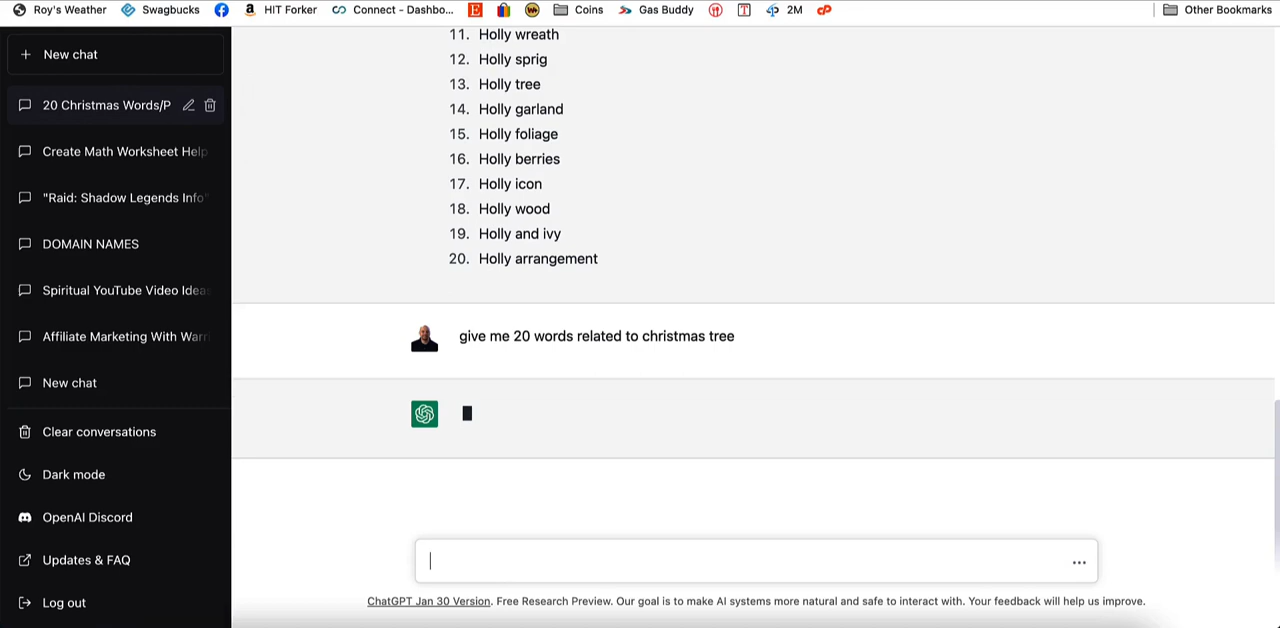 Roy's Weather Swagbucks HIT Forker Connect - Dashbo... Coins Gas Buddy T 2M cP Other Bookmarks
New chat
20 Christmas Words/P
Create Math Worksheet Help
"Raid: Shadow Legends Info"
DOMAIN NAMES
Spiritual YouTube Video Ideas
Affiliate Marketing With Warri
New chat
Clear conversations
Dark mode
OpenAI Discord
Updates & FAQ
Log out
11. Holly wreath
12. Holly sprig
13. Holly tree
14. Holly garland
15. Holly foliage
16. Holly berries
17. Holly icon
18. Holly wood
19. Holly and ivy
20. Holly arrangement
give me 20 words related to christmas tree
ChatGPT Jan 30 Version. Free Research Preview. Our goal is to make AI systems more natural and safe to interact with. Your feedback will help us improve.